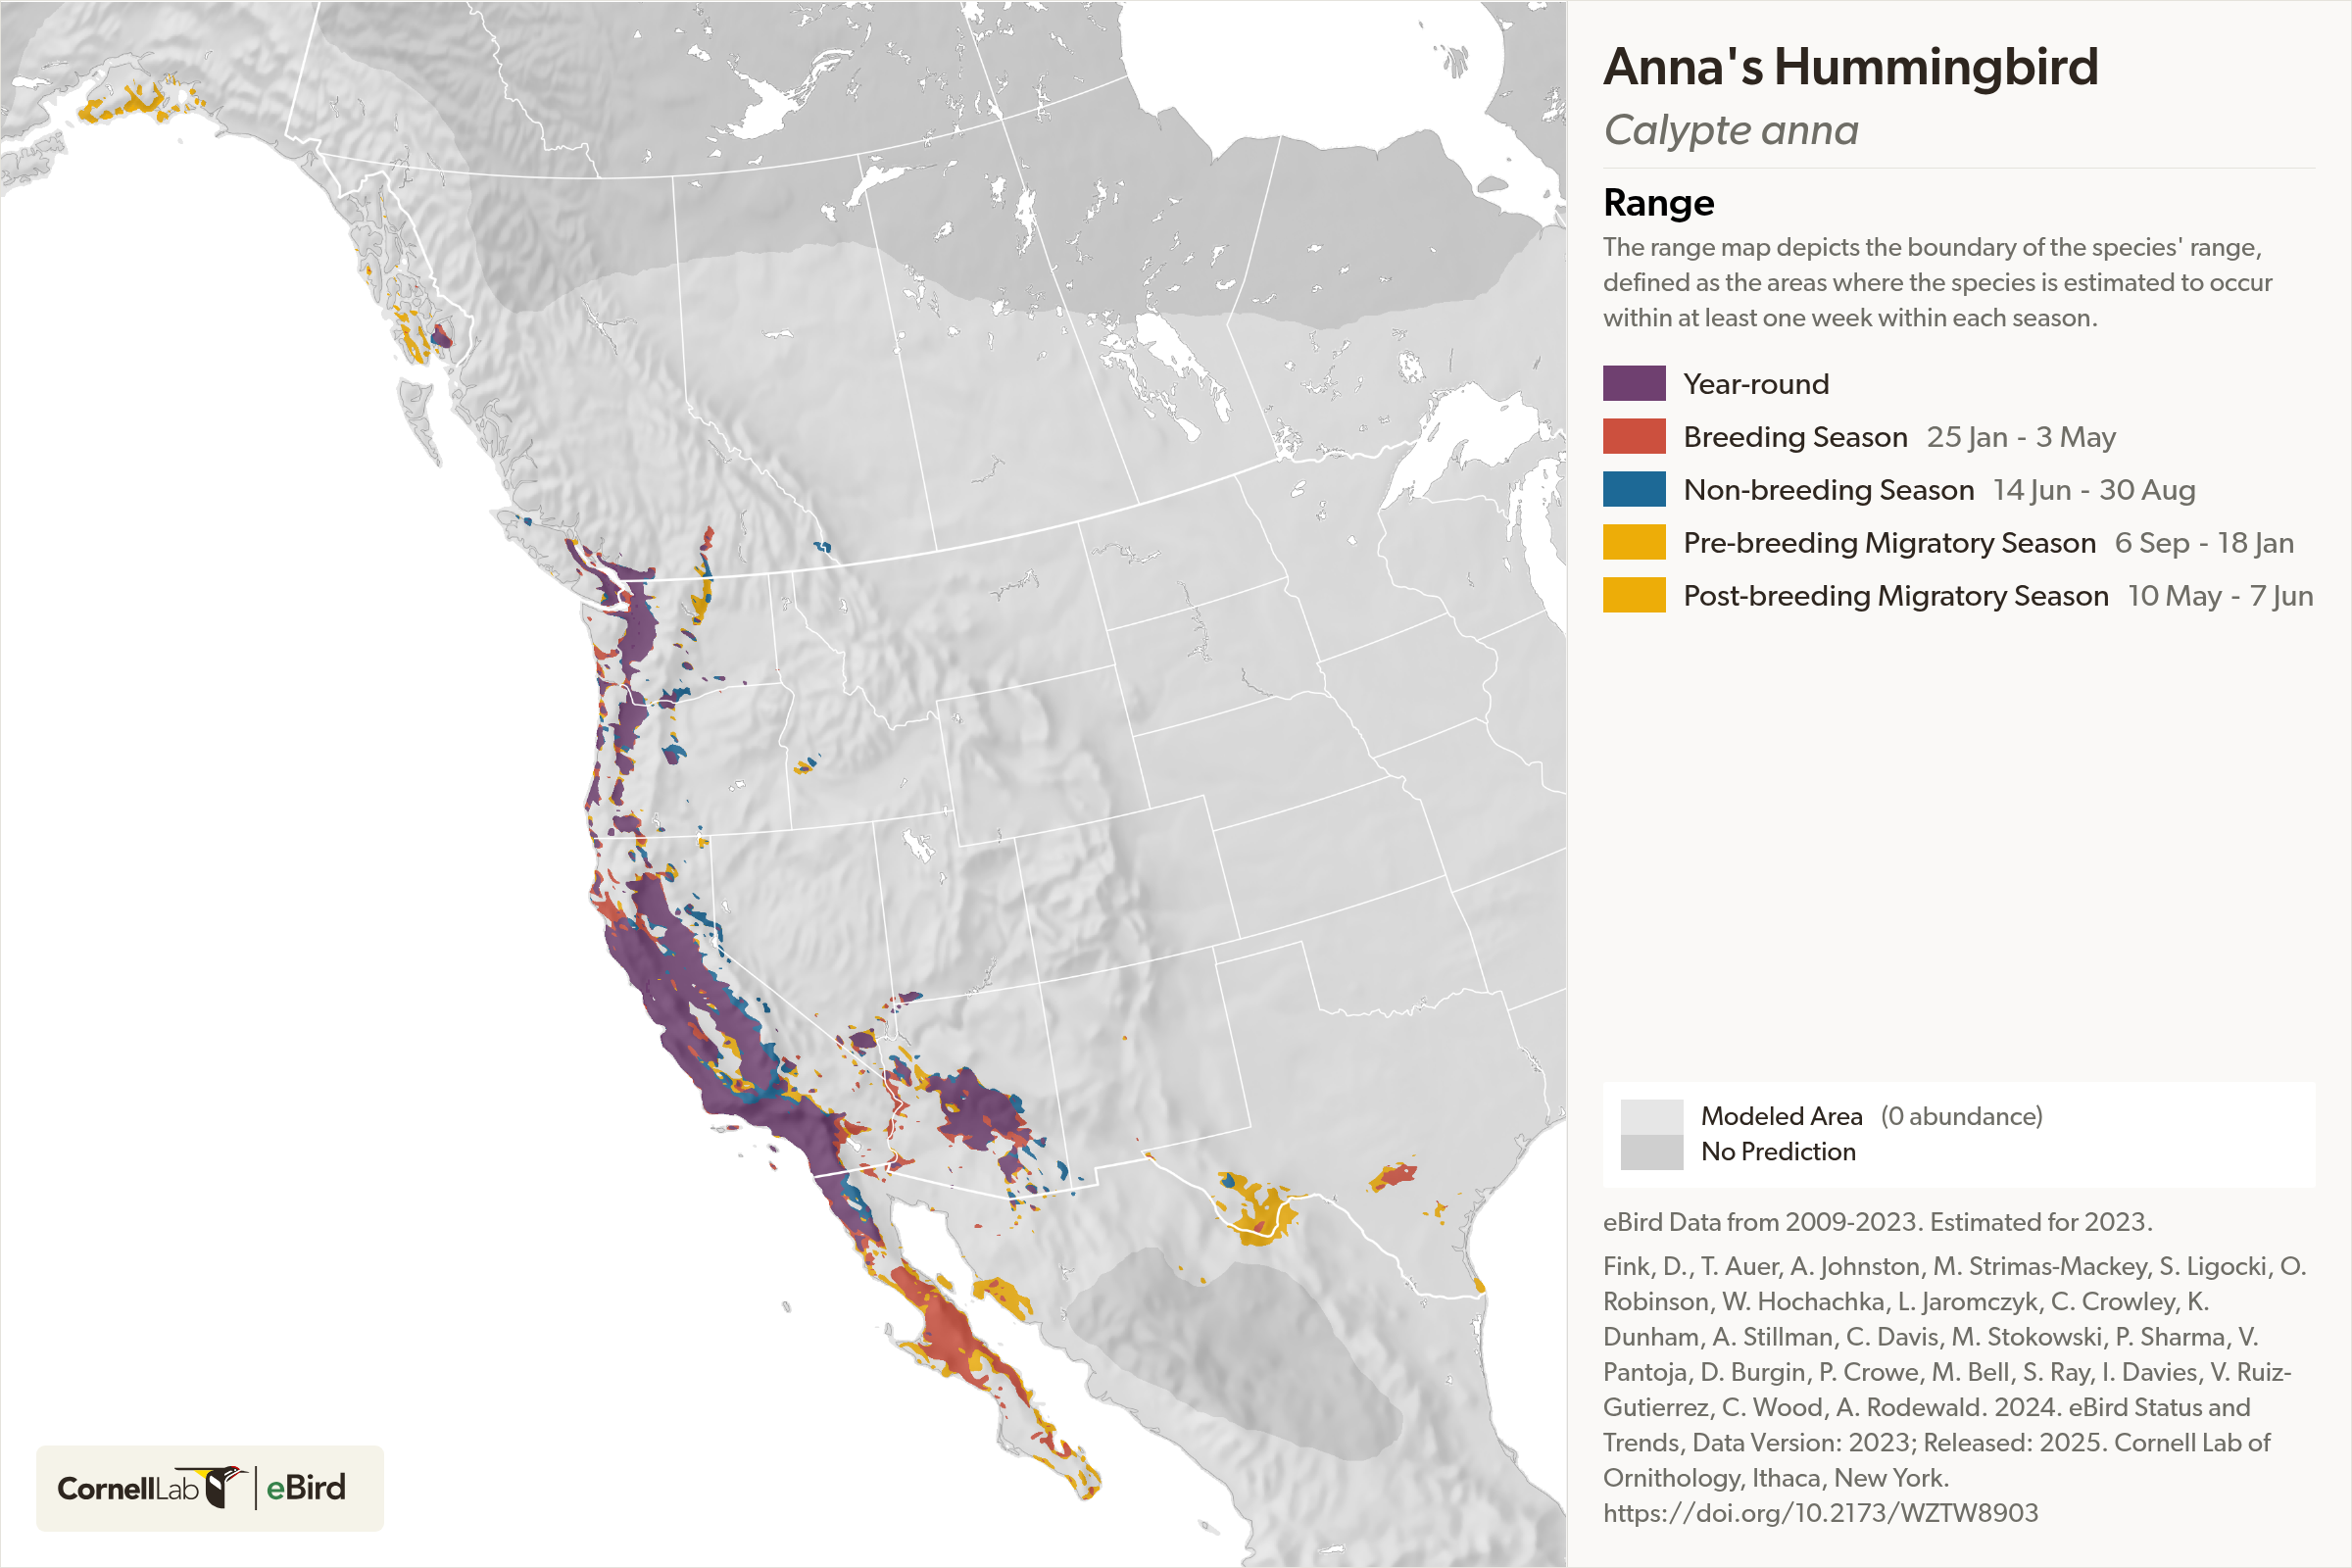 Anna's Hummingbird
Calypte anna
Range
The range map depicts the boundary of the species' range,
defined as the areas where the species is estimated to occur
within at least one week within each season.
Year-round
Breeding Season 25 Jan - 3 May
Non-breeding Season 14 Jun - 30 Aug
Pre-breeding Migratory Season 6 Sep - 18 Jan
Post-breeding Migratory Season 10 May - 7 Jun
Modeled Area (0 abundance)
No Prediction
eBird Data from 2009-2023. Estimated for 2023.
Fink, D., T. Auer, A. Johnston, M. Strimas-Mackey, S. Ligocki, O.
Robinson, W. Hochachka, L. Jaromczyk, C. Crowley, K.
Dunham, A. Stillman, C. Davis, M. Stokowski, P. Sharma, V.
Pantoja, D. Burgin, P. Crowe, M. Bell, S. Ray, I. Davies, V. Ruiz-
Gutierrez, C. Wood, A. Rodewald. 2024. eBird Status and
Trends, Data Version: 2023; Released: 2025. Cornell Lab of
Ornithology, Ithaca, New York.
https://doi.org/10.2173/WZTW8903
CornellLab eBird